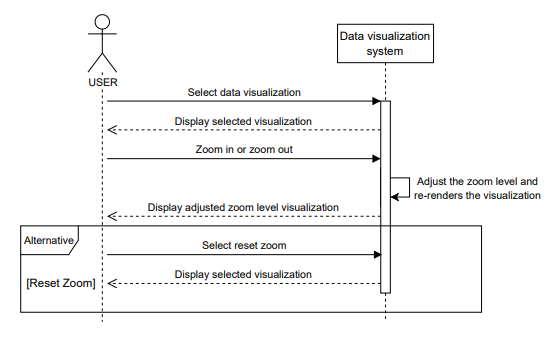 USER
Data visualization
system
Select data visualization
Display selected visualization
Zoom in or zoom out
Adjust the zoom level and
re-renders the visualization
Display adjusted zoom level visualization
Alternative
Select reset zoom
Display selected visualization
[Reset Zoom]